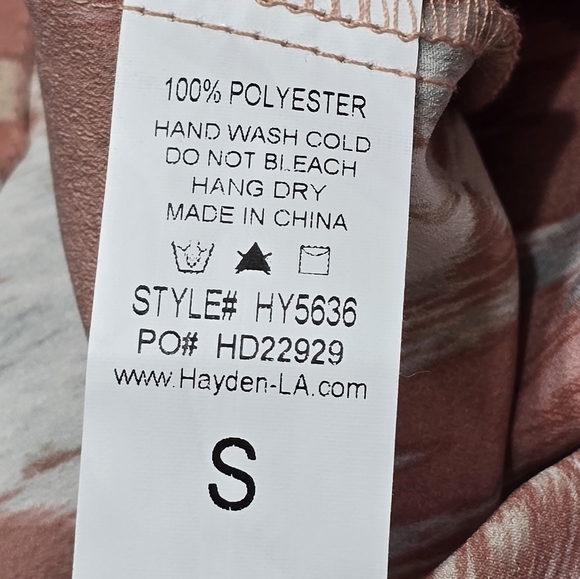 100% POLYESTER
HAND WASH COLD
DO NOT BLEACH
HANG DRY
MADE IN CHINA
STYLE# HY5636
PO# HD22929
www.Hayden-LA.com
S